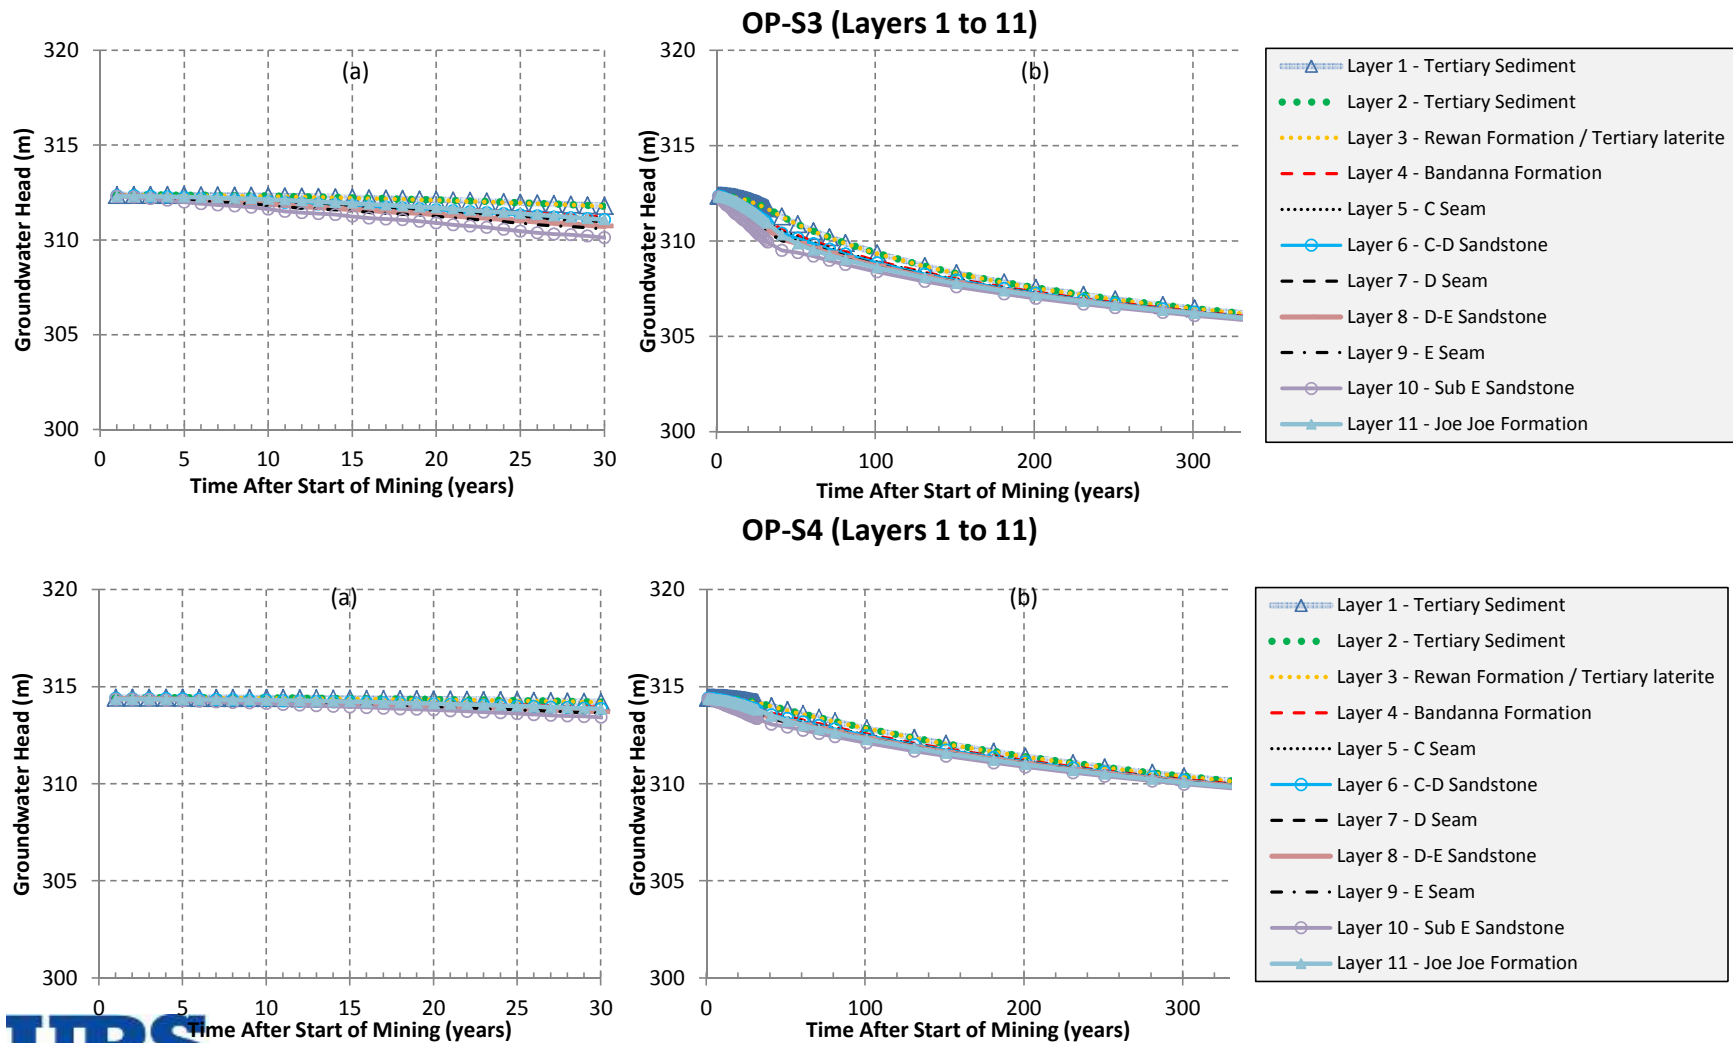 OP-S3 (Layers 1 to 11)
(a)
320
315
310
305
300
Groundwater Head (m)
0 5 10 15 20 25 30
Time After Start of Mining (years)
(b)
320
315
310
305
300
Groundwater Head (m)
0 100 200 300
Time After Start of Mining (years)
Layer 1 - Tertiary Sediment
Layer 2 - Tertiary Sediment
Layer 3 - Rewan Formation / Tertiary laterite
Layer 4 - Bandanna Formation
Layer 5 - C Seam
Layer 6 - C-D Sandstone
Layer 7 - D Seam
Layer 8 - D-E Sandstone
Layer 9 - E Seam
Layer 10 - Sub E Sandstone
Layer 11 - Joe Joe Formation
OP-S4 (Layers 1 to 11)
(a)
320
315
310
305
300
Groundwater Head (m)
0 5 10 15 20 25 30
Time After Start of Mining (years)
(b)
320
315
310
305
300
Groundwater Head (m)
0 100 200 300
Time After Start of Mining (years)
Layer 1 - Tertiary Sediment
Layer 2 - Tertiary Sediment
Layer 3 - Rewan Formation / Tertiary laterite
Layer 4 - Bandanna Formation
Layer 5 - C Seam
Layer 6 - C-D Sandstone
Layer 7 - D Seam
Layer 8 - D-E Sandstone
Layer 9 - E Seam
Layer 10 - Sub E Sandstone
Layer 11 - Joe Joe Formation